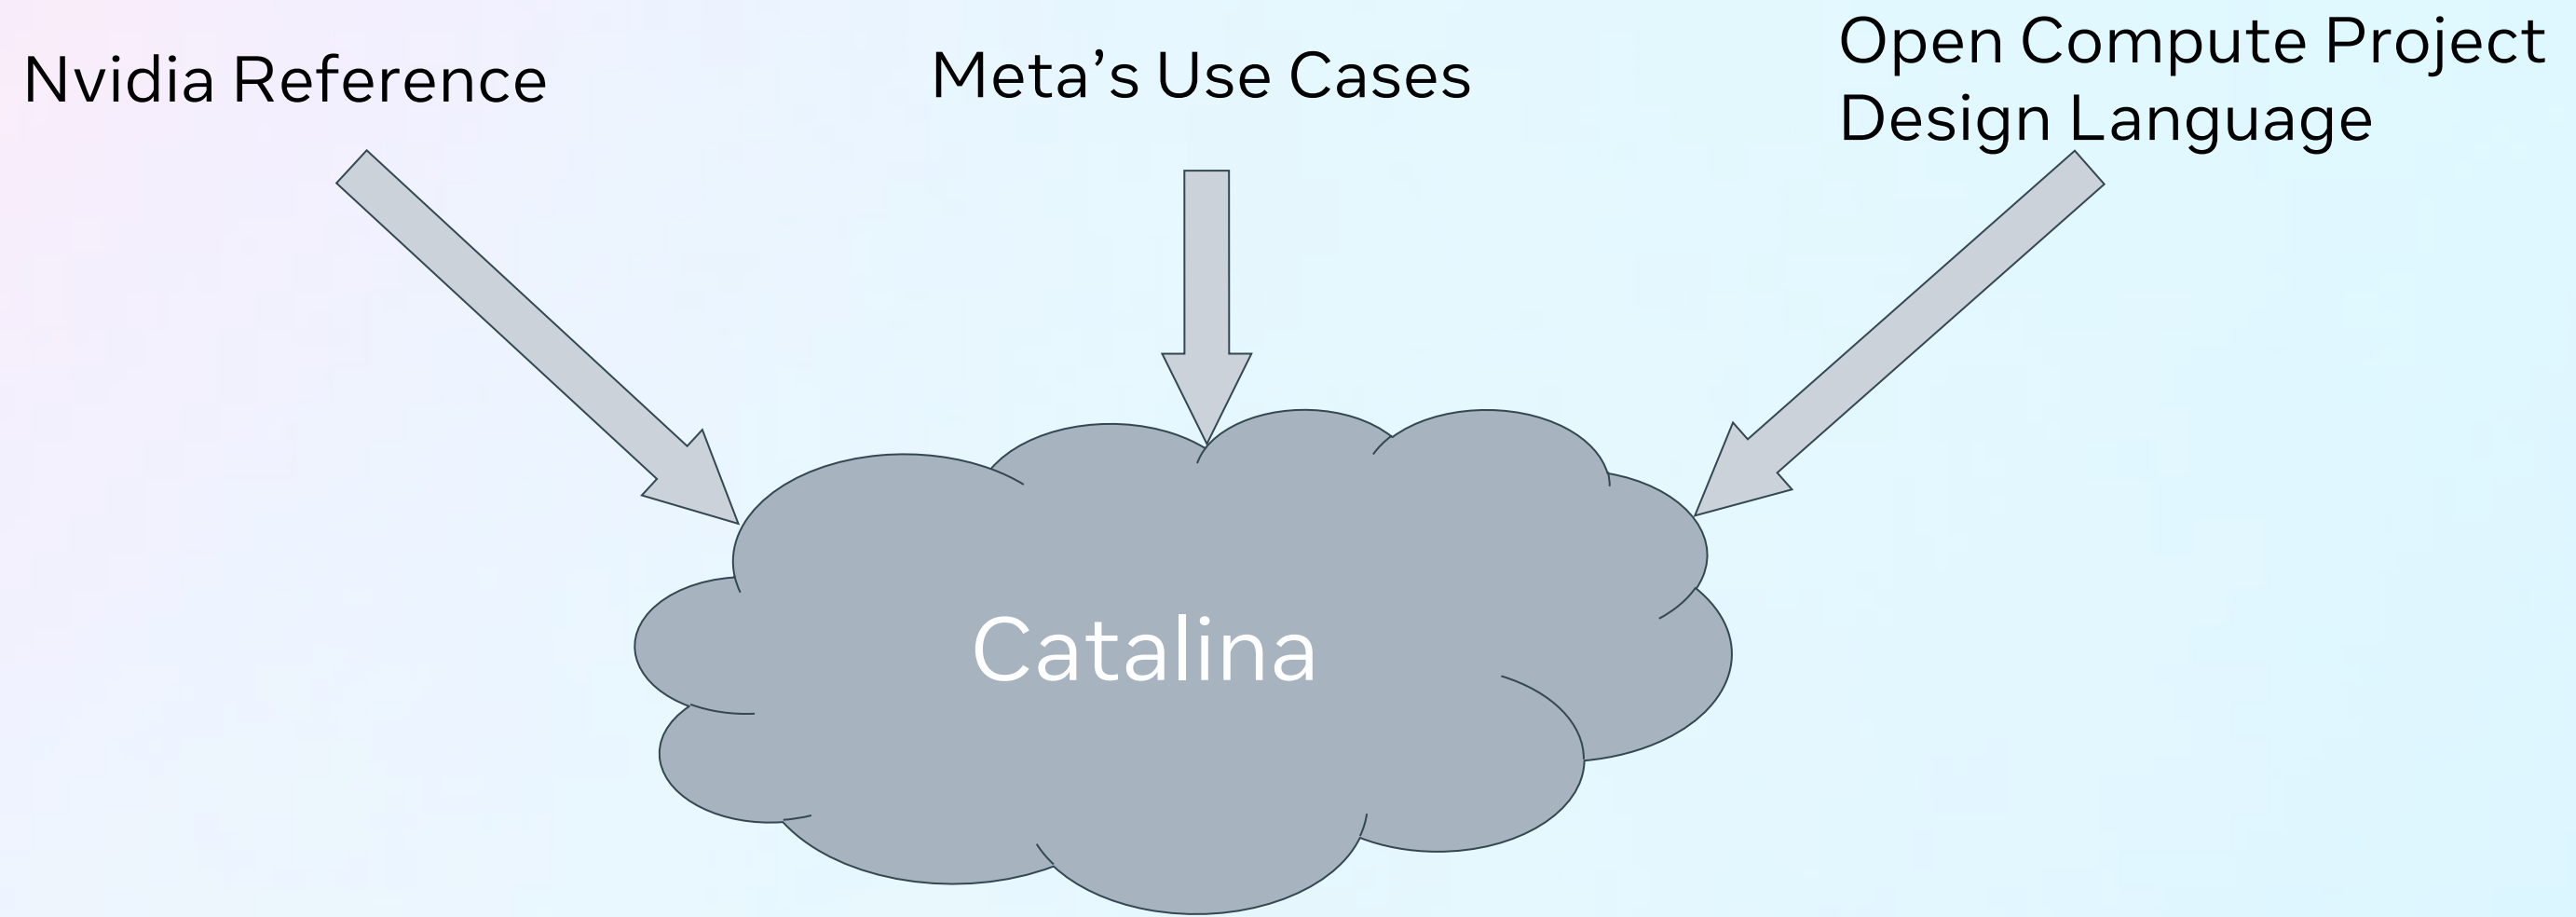 Nvidia Reference
Meta’s Use Cases
Open Compute Project
Design Language
Catalina